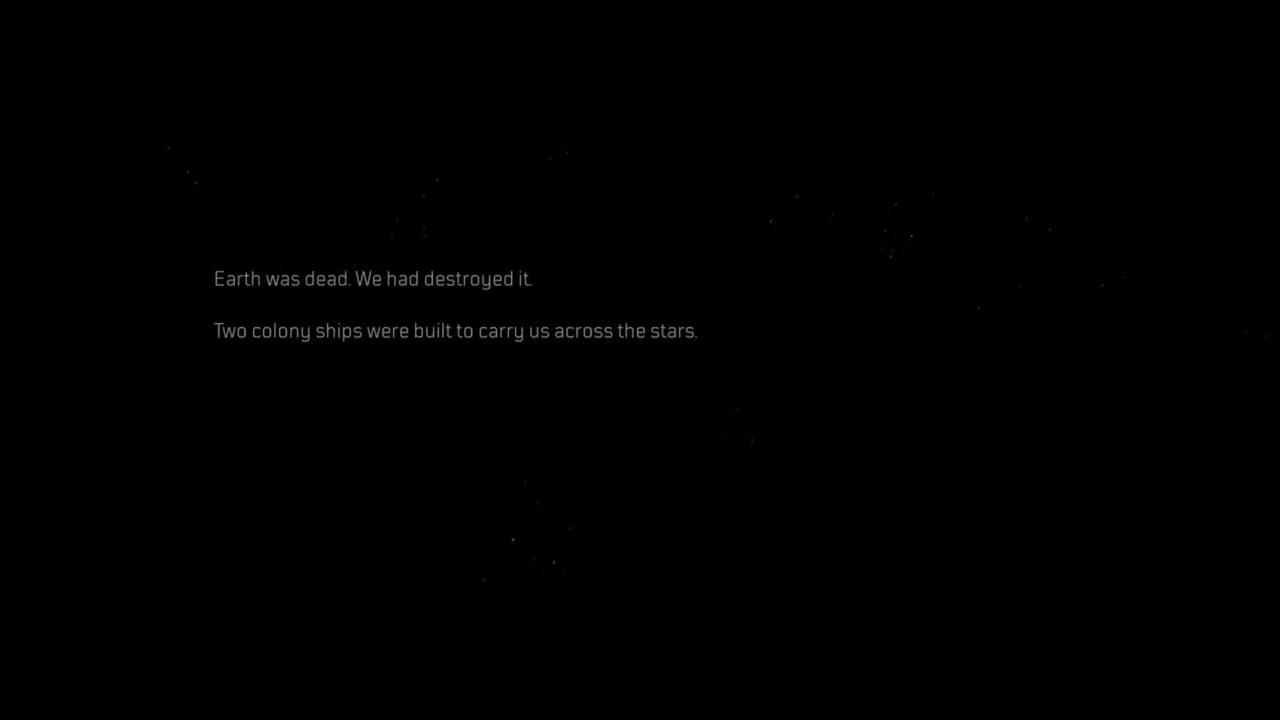 Earth was dead. We had destroyed it.
Two colony ships were built to carry us across the stars.